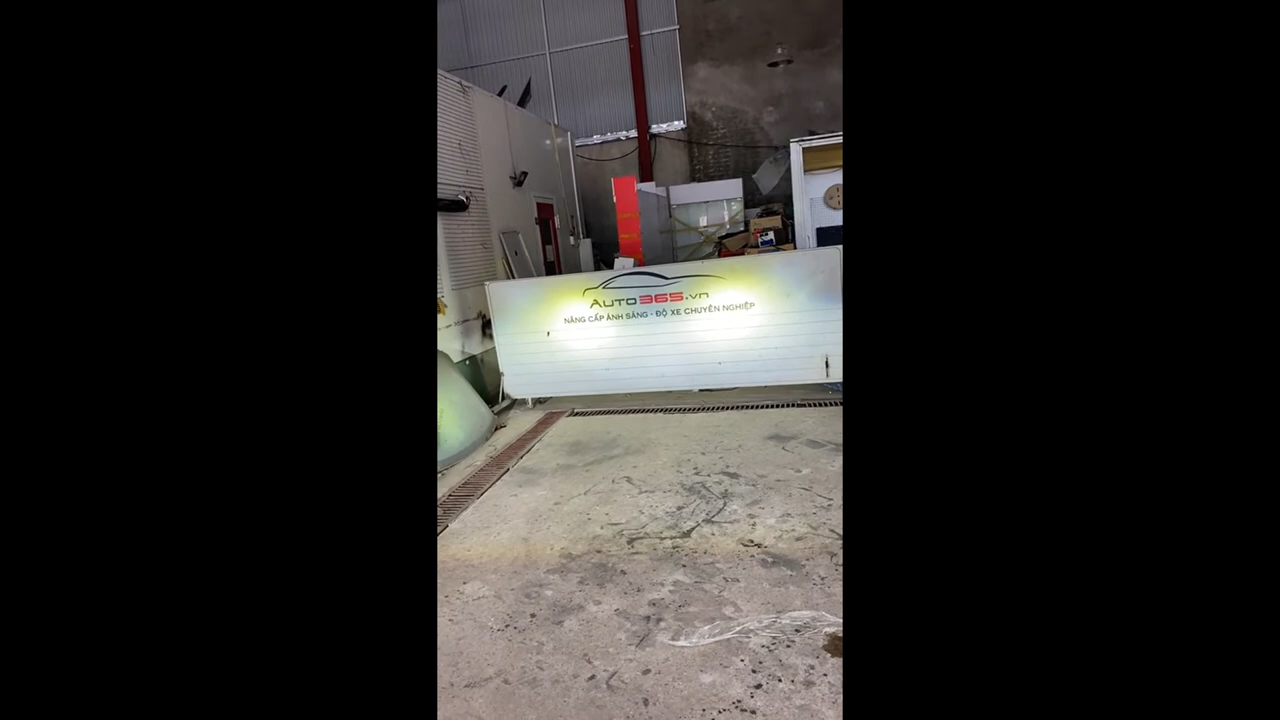 AUTO365.VN
NÂNG CẤP ÁNH SÁNG - ĐỘ XE CHUYÊN NGHIỆP